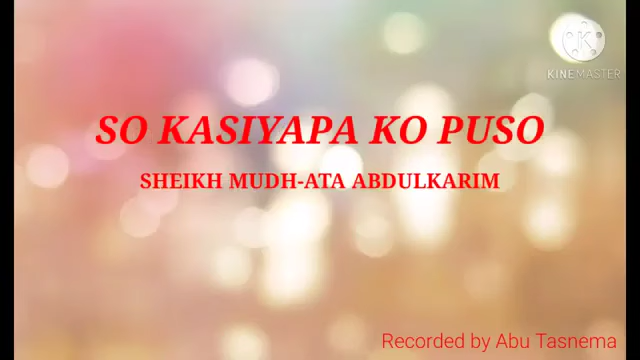 KINEMASTER
SO KASIYAPA KO PUSO
SHEIKH MUDH-ATA ABDULKARIM
Recorded by Abu Tasnema